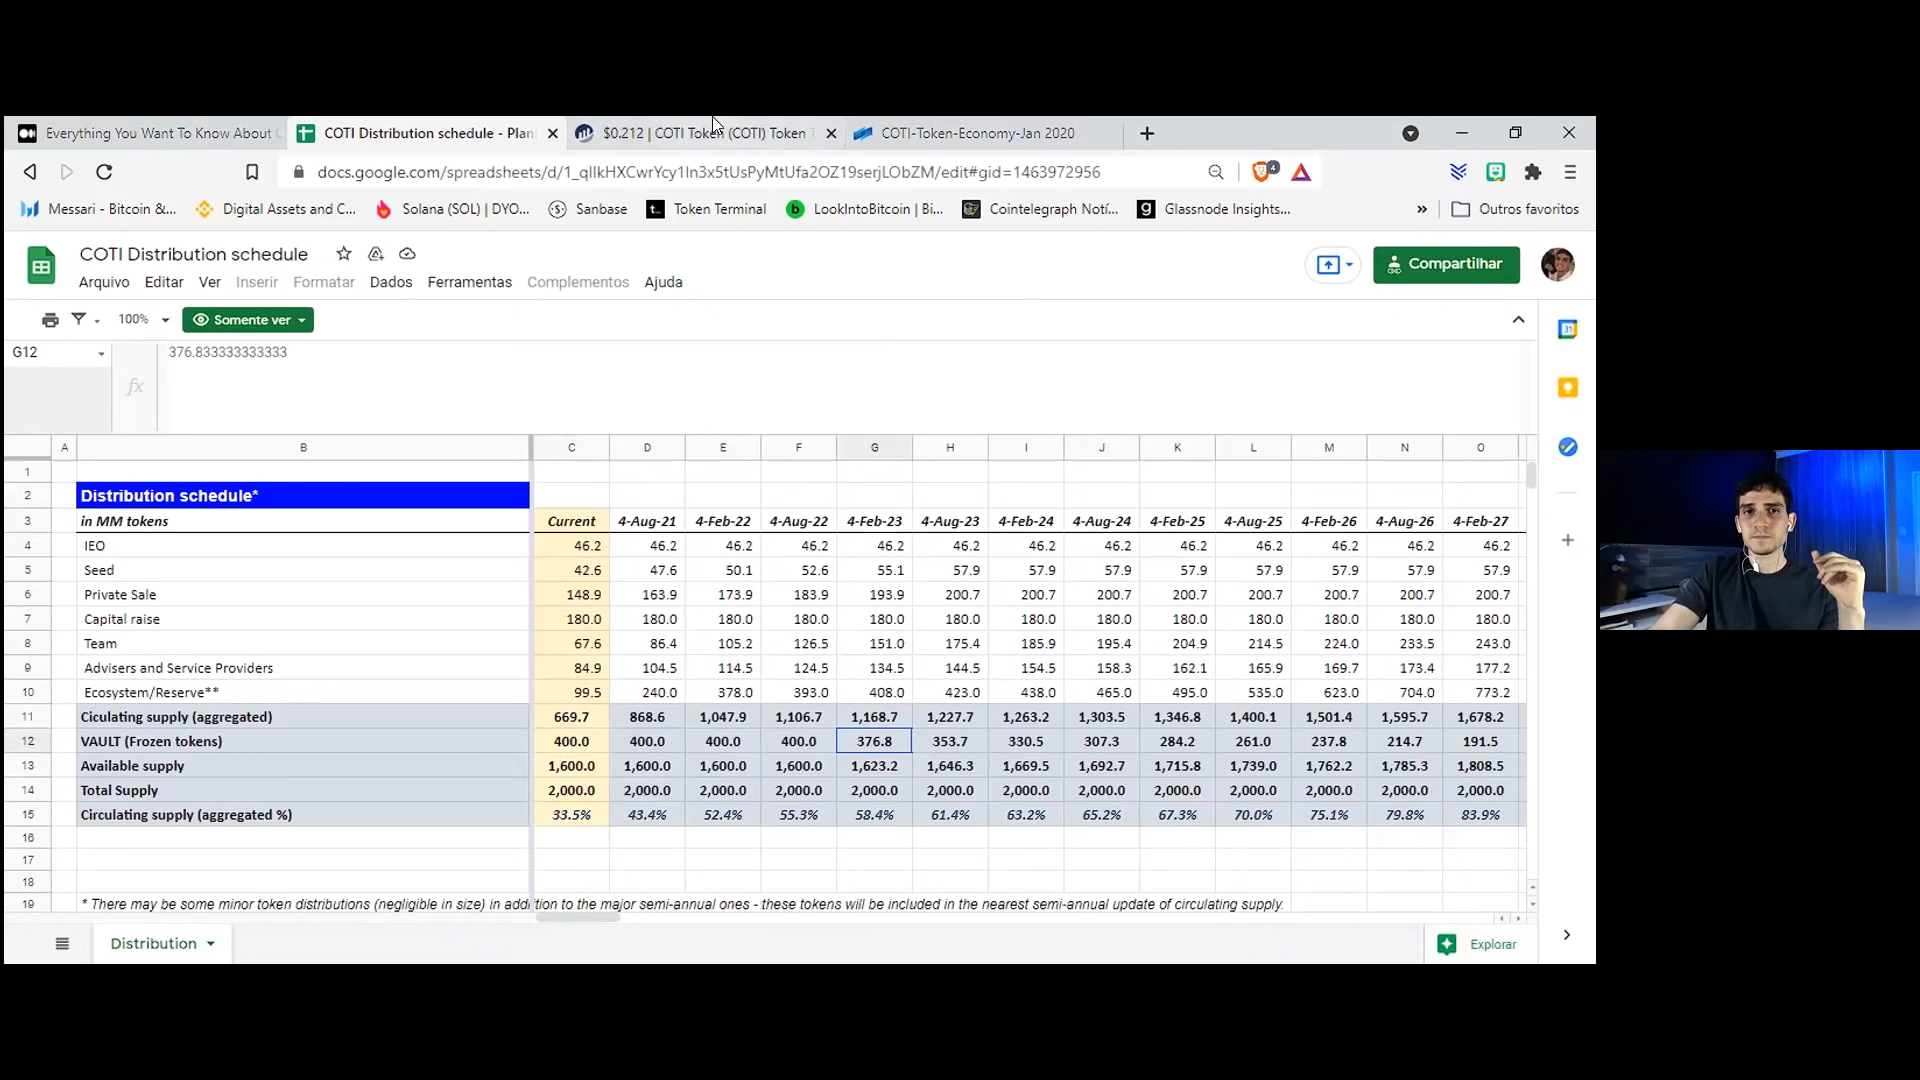 Everything You Want To Know About
COTI Distribution schedule - Plan
$0.212 | COTI Token (COTI) Token
COTI-Token-Economy-Jan 2020
docs.google.com/spreadsheets/d/1_qllkHXCwrYcy1In3x5tUsPyMtUfa2OZ19serjLObZM/edit#gid=1463972956
4
Messari - Bitcoin &...
Digital Assets and C...
Solana (SOL) | DYO...
Sanbase
Token Terminal
LookIntoBitcoin | Bi...
Cointelegraph Notí...
Glassnode Insights...
»
Outros favoritos
COTI Distribution schedule
Compartilhar
Arquivo Editar Ver Inserir Formatar Dados Ferramentas Complementos Ajuda
100%
Somente ver
31
G12
fx
376.833333333333
A B C D E F G H I J K L M N O
1
2 Distribution schedule*
3 in MM tokens Current 4-Aug-21 4-Feb-22 4-Aug-22 4-Feb-23 4-Aug-23 4-Feb-24 4-Aug-24 4-Feb-25 4-Aug-25 4-Feb-26 4-Aug-26 4-Feb-27
4 IEO 46.2 46.2 46.2 46.2 46.2 46.2 46.2 46.2 46.2 46.2 46.2 46.2 46.2
5 Seed 42.6 47.6 50.1 52.6 55.1 57.9 57.9 57.9 57.9 57.9 57.9 57.9 57.9
6 Private Sale 148.9 163.9 173.9 183.9 193.9 200.7 200.7 200.7 200.7 200.7 200.7 200.7 200.7
7 Capital raise 180.0 180.0 180.0 180.0 180.0 180.0 180.0 180.0 180.0 180.0 180.0 180.0 180.0
8 Team 67.6 86.4 105.2 126.5 151.0 175.4 185.9 195.4 204.9 214.5 224.0 233.5 243.0
9 Advisers and Service Providers 84.9 104.5 114.5 124.5 134.5 144.5 154.5 158.3 162.1 165.9 169.7 173.4 177.2
10 Ecosystem/Reserve** 99.5 240.0 378.0 393.0 408.0 423.0 438.0 465.0 495.0 535.0 623.0 704.0 773.2
11 Ciculating supply (aggregated) 669.7 868.6 1,047.9 1,106.7 1,168.7 1,227.7 1,263.2 1,303.5 1,346.8 1,400.1 1,501.4 1,595.7 1,678.2
12 VAULT (Frozen tokens) 400.0 400.0 400.0 400.0 376.8 353.7 330.5 307.3 284.2 261.0 237.8 214.7 191.5
13 Available supply 1,600.0 1,600.0 1,600.0 1,600.0 1,623.2 1,646.3 1,669.5 1,692.7 1,715.8 1,739.0 1,762.2 1,785.3 1,808.5
14 Total Supply 2,000.0 2,000.0 2,000.0 2,000.0 2,000.0 2,000.0 2,000.0 2,000.0 2,000.0 2,000.0 2,000.0 2,000.0 2,000.0
15 Circulating supply (aggregated %) 33.5% 43.4% 52.4% 55.3% 58.4% 61.4% 63.2% 65.2% 67.3% 70.0% 75.1% 79.8% 83.9%
16
17
18
19 * There may be some minor token distributions (negligible in size) in addition to the major semi-annual ones - these tokens will be included in the nearest semi-annual update of circulating supply.
Distribution
Explorar